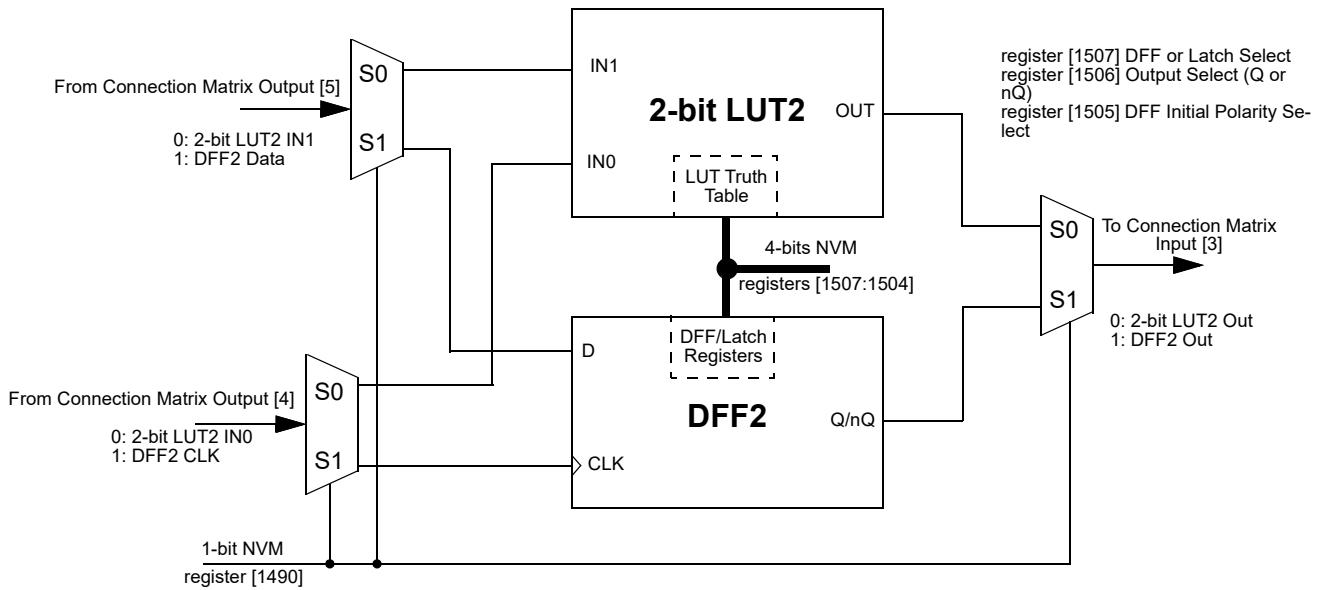 From Connection Matrix Output [5]
0: 2-bit LUT2 IN1
1: DFF2 Data
S0
S1
IN1
IN0
2-bit LUT2
OUT
LUT Truth
Table
register [1507] DFF or Latch Select
register [1506] Output Select (Q or
nQ)
register [1505] DFF Initial Polarity Se-
lect
4-bits NVM
registers [1507:1504]
S0
S1
To Connection Matrix
Input [3]
0: 2-bit LUT2 Out
1: DFF2 Out
From Connection Matrix Output [4]
0: 2-bit LUT2 IN0
1: DFF2 CLK
S0
S1
D
CLK
DFF/Latch
Registers
DFF2
Q/nQ
1-bit NVM
register [1490]